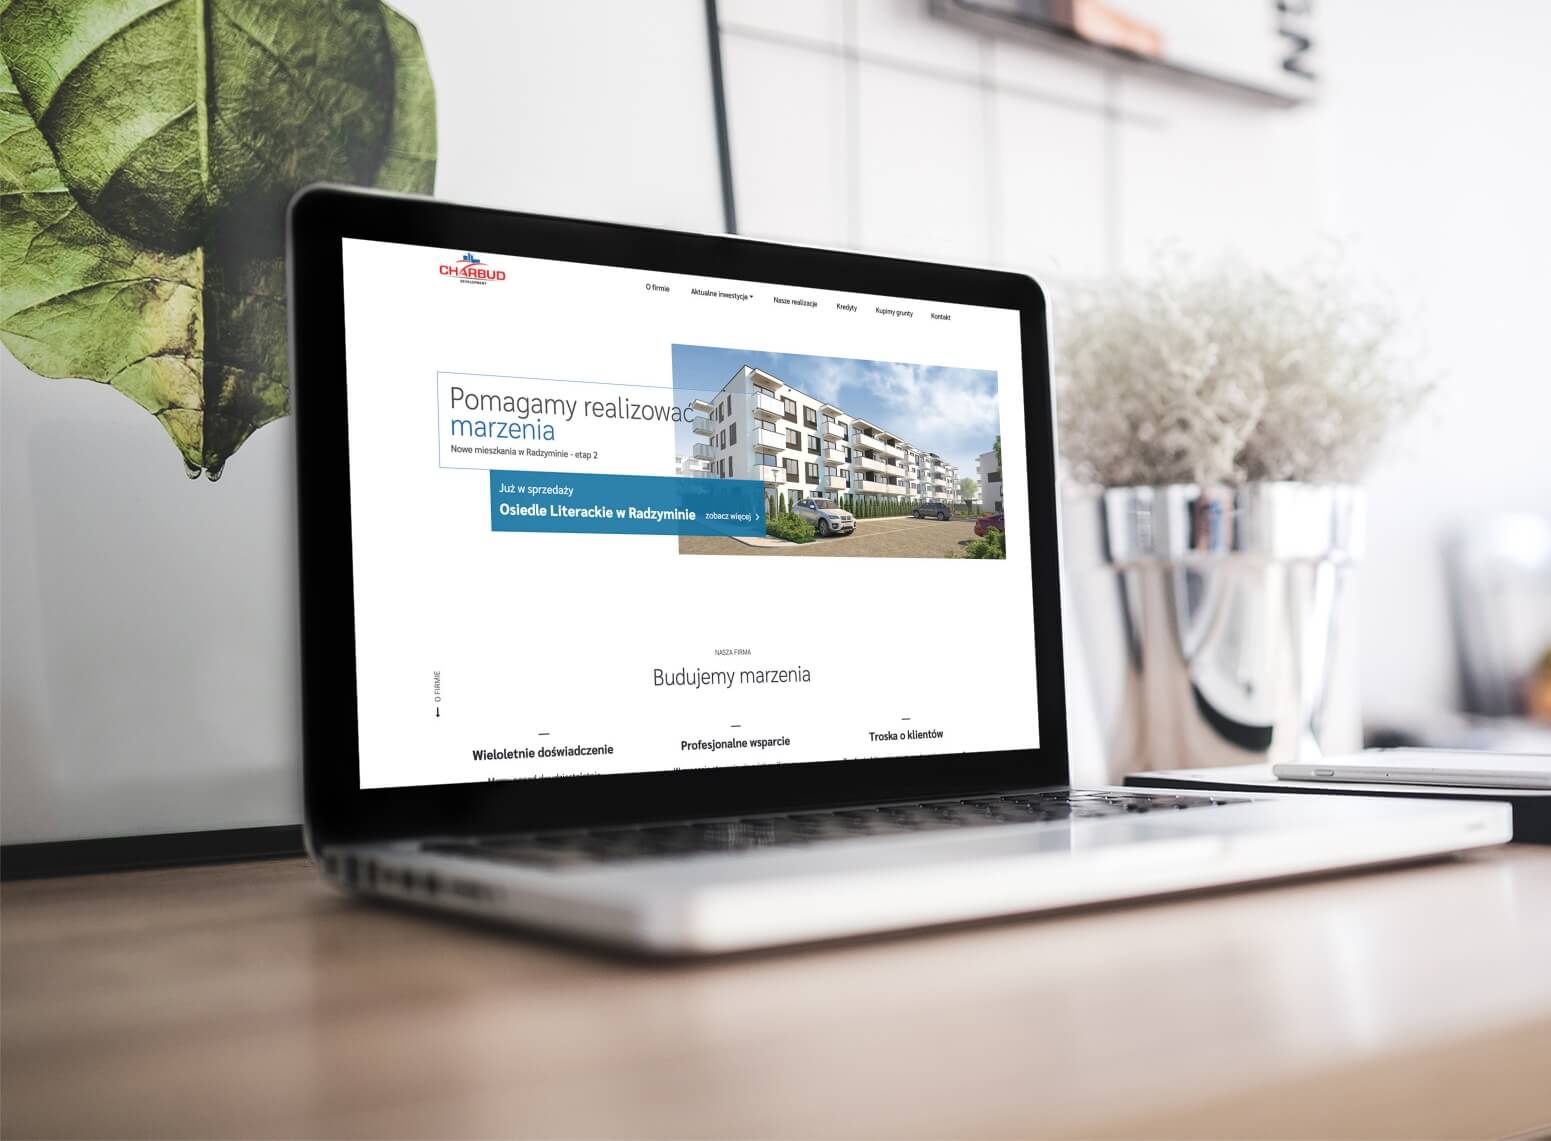 CHARBUD
DEVELOPMENT
O firmie Aktualne inwestycje Nasze realizacje Kredyty Kupimy grunty Kontakt
Pomagamy realizować
marzenia
Nowe mieszkania w Radzyminie - etap 2
Już w sprzedaży
Osiedle Literackie w Radzyminie zobacz więcej
NASZA FIRMA
Budujemy marzenia
O FIRMIE
Wieloletnie doświadczenie Profesjonalne wsparcie Troska o klientów